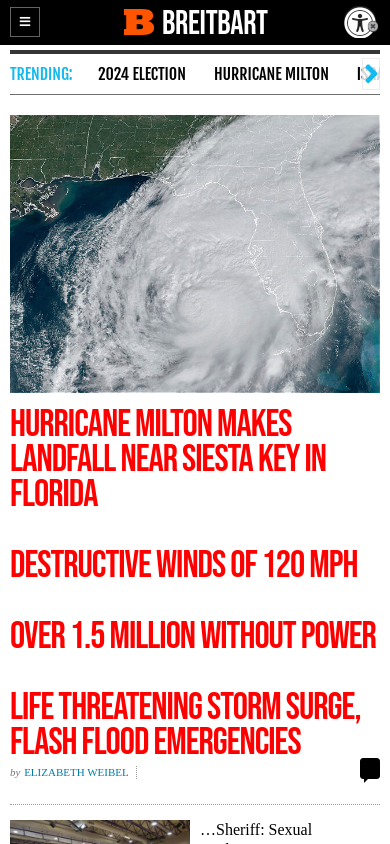 BREITBART
TRENDING: 2024 ELECTION HURRICANE MILTON
HURRICANE MILTON MAKES
LANDFALL NEAR SIESTA KEY IN
FLORIDA
DESTRUCTIVE WINDS OF 120 MPH
OVER 1.5 MILLION WITHOUT POWER
LIFE THREATENING STORM SURGE,
FLASH FLOOD EMERGENCIES
by ELIZABETH WEIBEL
…Sheriff: Sexual